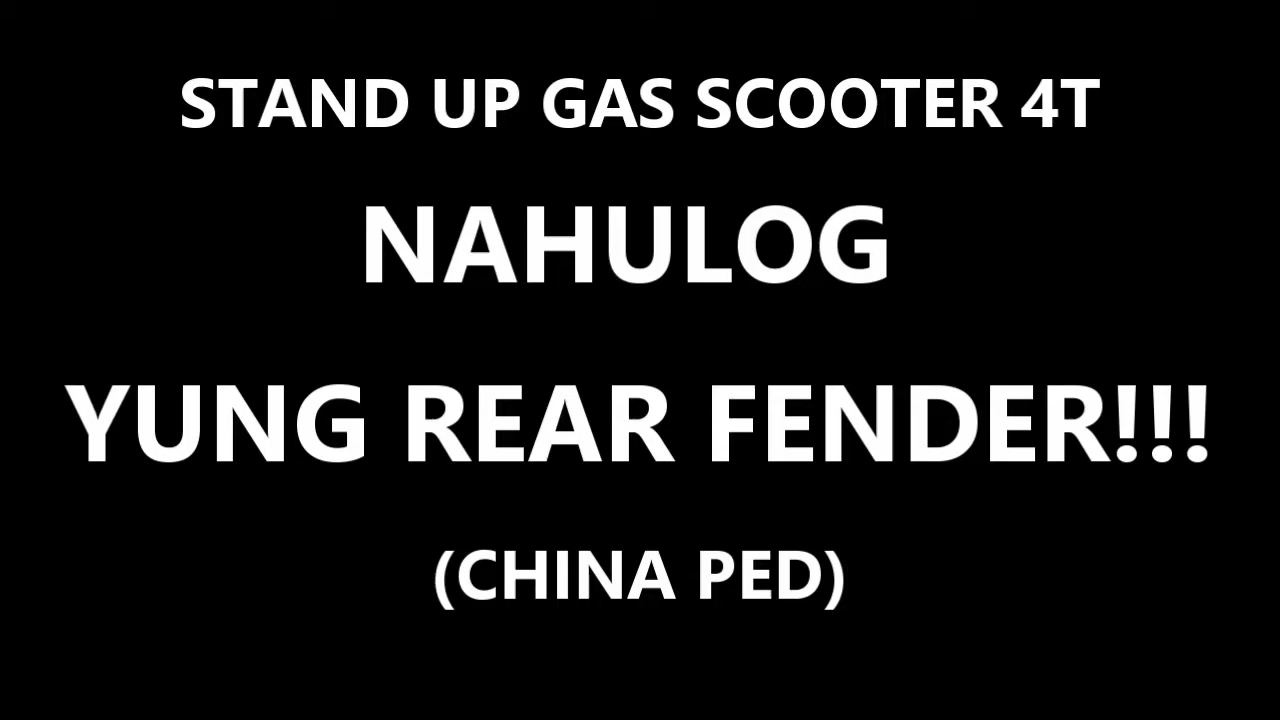 STAND UP GAS SCOOTER 4T
NAHULOG
YUNG REAR FENDER!!!
(CHINA PED)